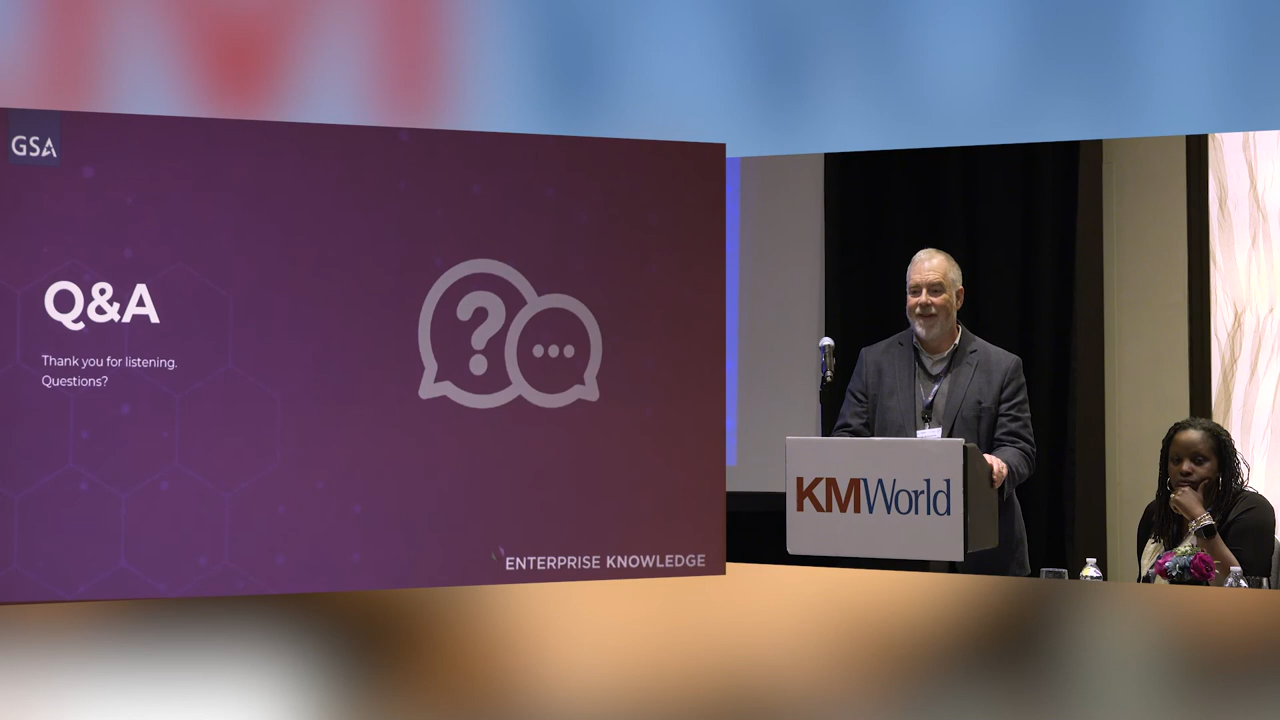 GSA
Q&A
Thank you for listening.
Questions?
ENTERPRISE KNOWLEDGE
KMWorld